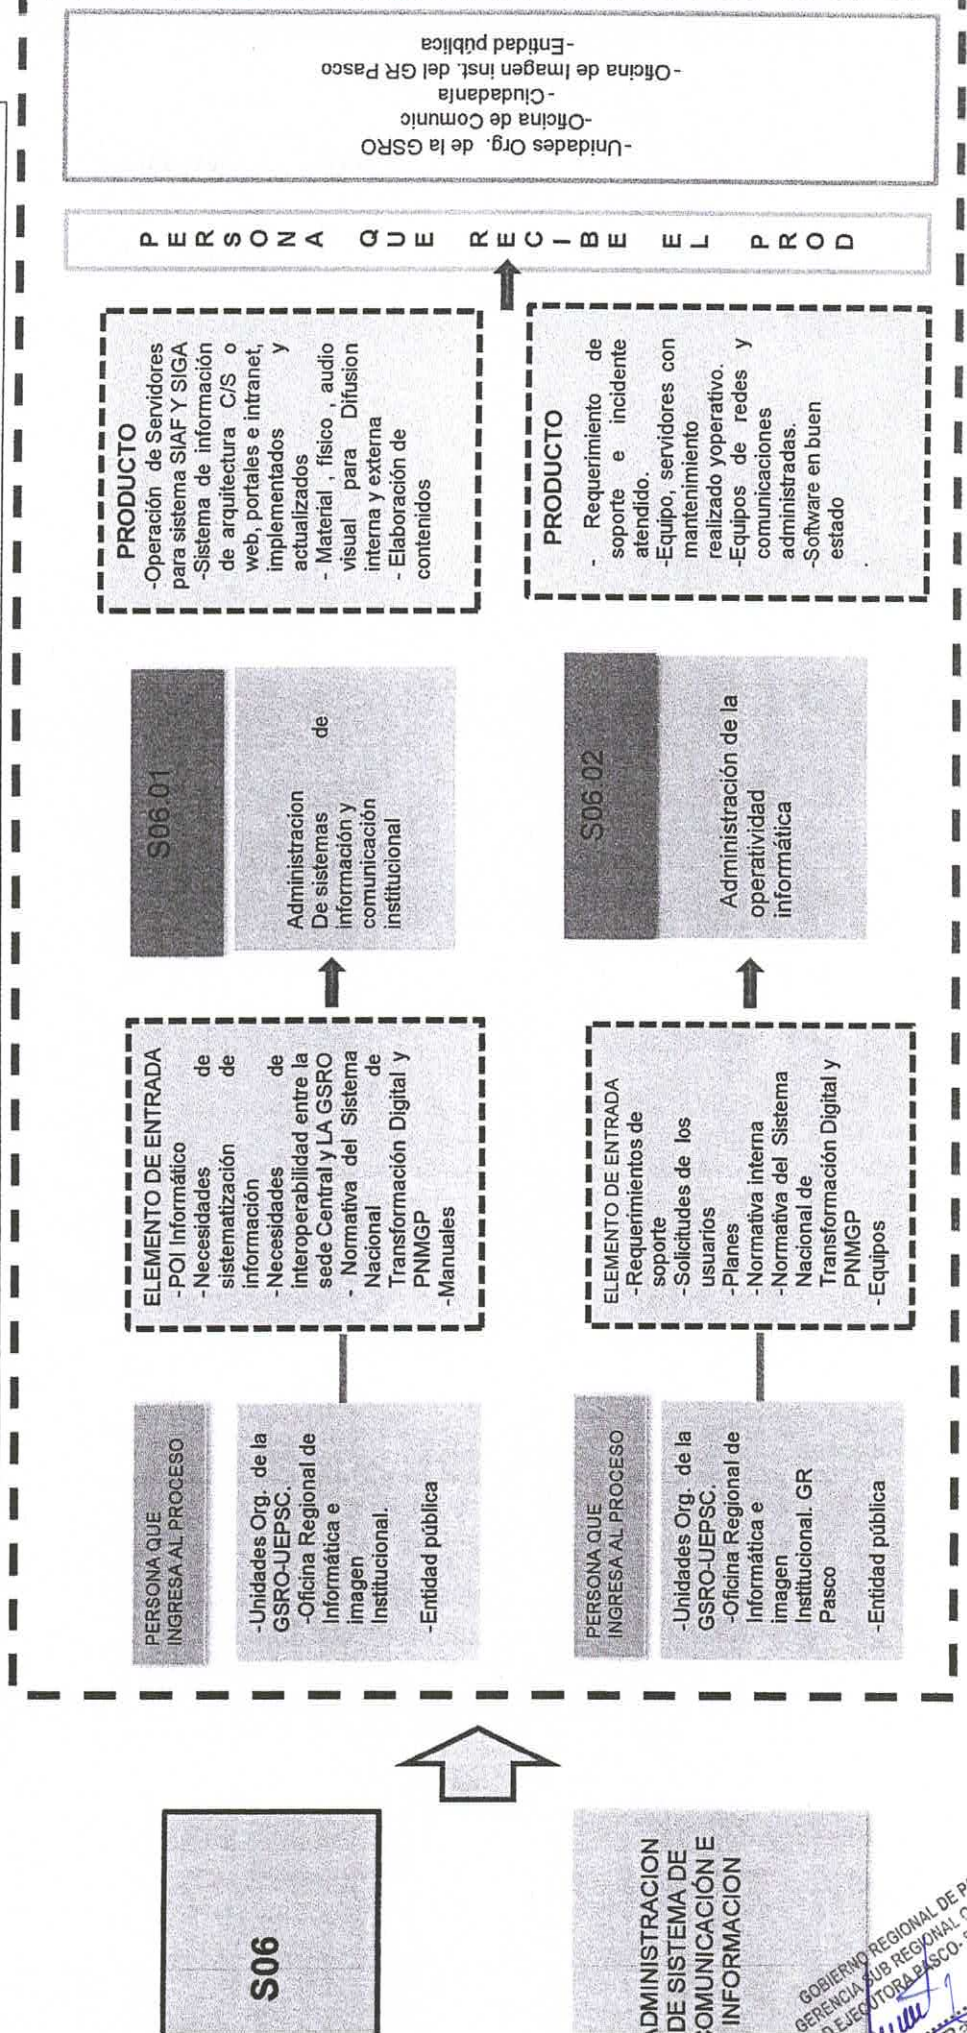 S06
ADMINISTRACION
DE SISTEMA DE
COMUNICACIÓN E
INFORMACION
PERSONA QUE
INGRESA AL PROCESO
-Unidades Org. de la
GSRO-UEPSC.
-Oficina Regional de
Informática e
imagen
Institucional.
-Entidad pública
ELEMENTO DE ENTRADA
-POI Informático
-Necesidades de
sistematización de
información
-Necesidades de
interoperabilidad entre la
sede Central y LA GSRO
- Normativa del Sistema
Nacional de
Transformación Digital y
PNMGP
-Manuales
S06.01
Administracion
De sistemas de
información y
comunicación
institucional
PRODUCTO
-Operación de Servidores
para sistema SIAF Y SIGA
-Sistema de información
de arquitectura C/S o
web, portales e intranet,
implementados y
actualizados
- Material , físico , audio
visual para Difusion
interna y externa
- Elaboración de
contenidos
PERSONA QUE
INGRESA AL PROCESO
-Unidades Org. de la
GSRO-UEPSC.
-Oficina Regional de
Informática e
imagen
Institucional. GR
Pasco
-Entidad pública
ELEMENTO DE ENTRADA
-Requerimientos de
soporte
-Solicitudes de los
usuarios
-Planes
-Normativa interna
-Normativa del Sistema
Nacional de
Transformación Digital y
PNMGP
-Equipos
S06.02
Administración de la
operatividad
informática
PRODUCTO
- Requerimiento de
soporte e incidente
atendido.
-Equipo, servidores con
mantenimiento
realizado yoperativo.
-Equipos de redes y
comunicaciones
administradas.
-Software en buen
estado
.
PERSONA QUE RECIBE EL PROD
-Unidades Org. de la GSRO
-Oficina de Comunic
-Ciudadanía
-Oficina de Imagen inst. del GR Pasco
-Entidad pública
GOBIERNO REGIONAL DE
GERENCIA SUB REGIONAL
EJECUTORA PASCO-